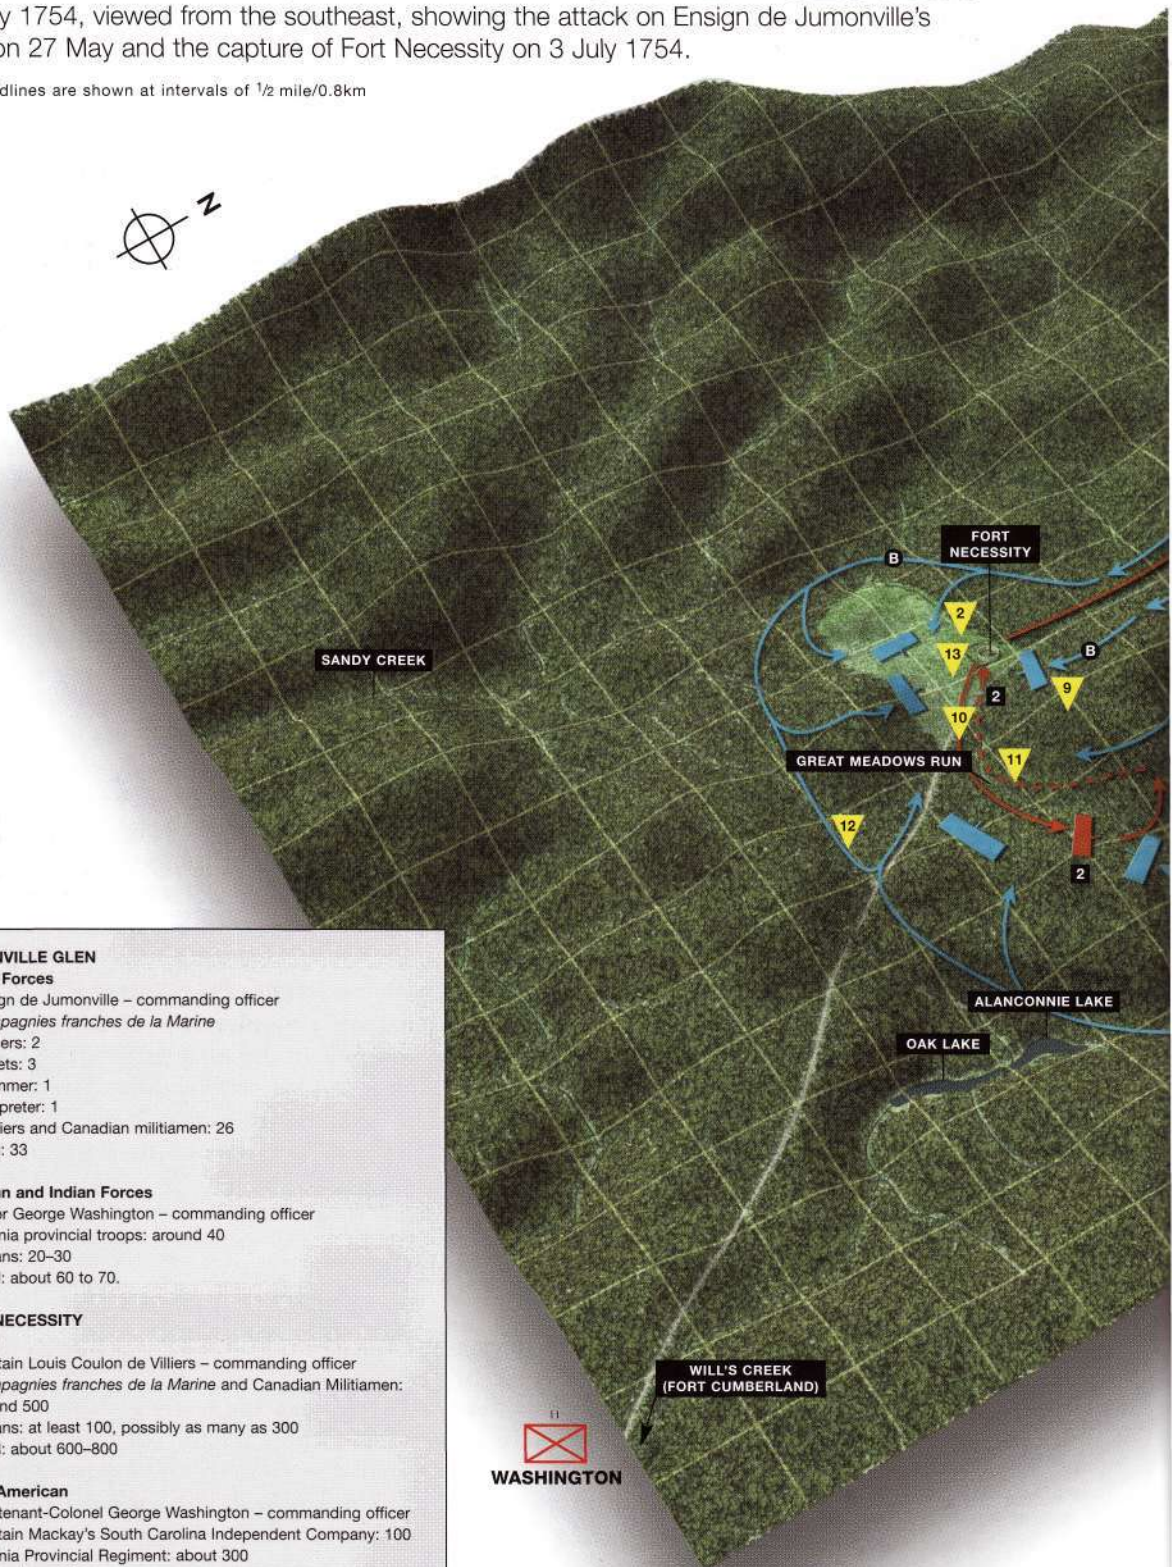 y 1754, viewed from the southeast, showing the attack on Ensign de Jumonville's
on 27 May and the capture of Fort Necessity on 3 July 1754.
dlines are shown at intervals of 1/2 mile/0.8km
N
B
FORT
NECESSITY
2
13
B
9
2
10
SANDY CREEK
GREAT MEADOWS RUN
11
12
2
ALANCONNIE LAKE
OAK LAKE
NVILLE GLEN
Forces
gn de Jumonville – commanding officer
pagnies franches de la Marine
ers: 2
ets: 3
mmer: 1
preter: 1
iers and Canadian militiamen: 26
: 33
n and Indian Forces
or George Washington – commanding officer
nia provincial troops: around 40
ans: 20–30
l: about 60 to 70.
NECESSITY
tain Louis Coulon de Villiers – commanding officer
pagnies franches de la Marine and Canadian Militiamen:
nd 500
ans: at least 100, possibly as many as 300
l: about 600–800
American
tenant-Colonel George Washington – commanding officer
tain Mackay's South Carolina Independent Company: 100
nia Provincial Regiment: about 300
WILL'S CREEK
(FORT CUMBERLAND)
II
WASHINGTON